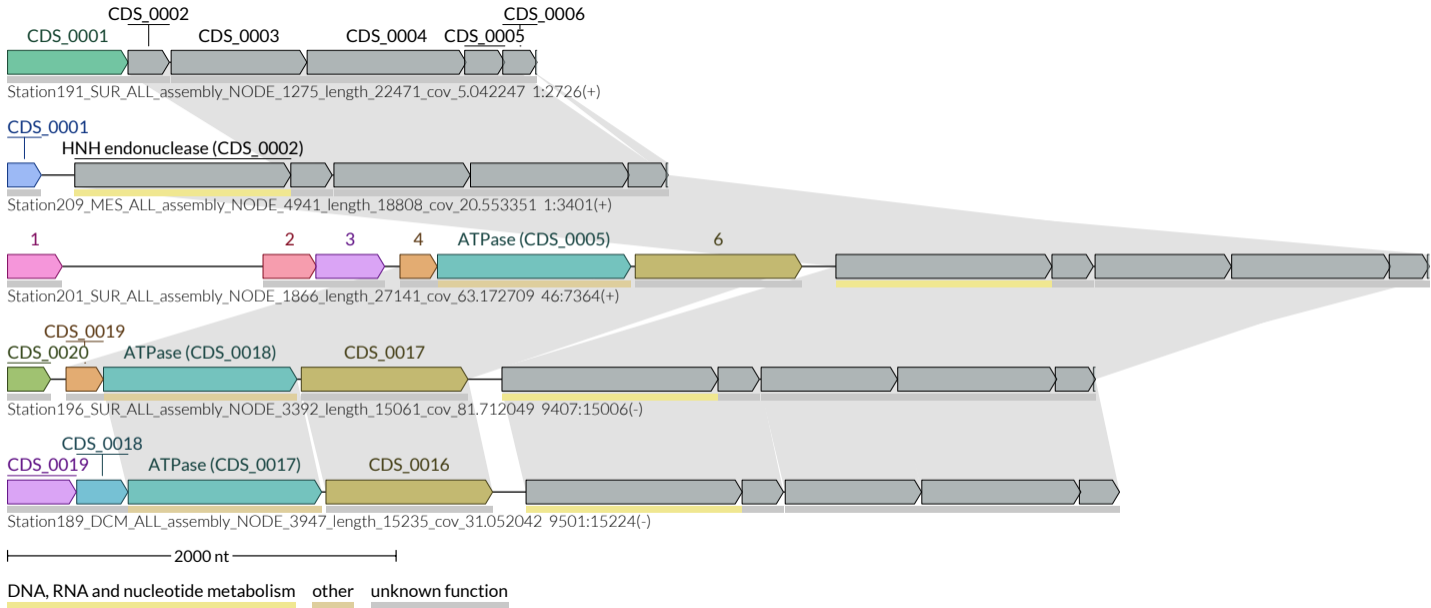 CDS_0002 CDS_0006
CDS_0001 CDS_0003 CDS_0004 CDS_0005
Station191_SUR_ALL_assembly_NODE_1275_length_22471_cov_5.042247 1:2726(+)
CDS_0001
HNH endonuclease (CDS_0002)
Station209_MES_ALL_assembly_NODE_4941_length_18808_cov_20.553351 1:3401(+)
1 2 3 4 ATPase (CDS_0005) 6
Station201_SUR_ALL_assembly_NODE_1866_length_27141_cov_63.172709 46:7364(+)
CDS_0019
CDS_0020 ATPase (CDS_0018) CDS_0017
Station196_SUR_ALL_assembly_NODE_3392_length_15061_cov_81.712049 9407:15006(-)
CDS_0018
CDS_0019 ATPase (CDS_0017) CDS_0016
Station189_DCM_ALL_assembly_NODE_3947_length_15235_cov_31.052042 9501:15224(-)
2000 nt
DNA, RNA and nucleotide metabolism other unknown function